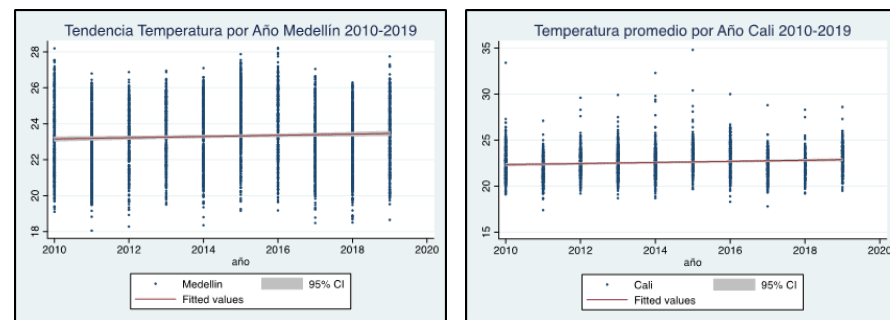 Tendencia Temperatura por Año Medellín 2010-2019
28
26
24
22
20
18
2010 2012 2014 2016 2018 2020
año
Medellin 95% CI
Fitted values
Temperatura promedio por Año Cali 2010-2019
35
30
25
20
15
2010 2012 2014 2016 2018 2020
año
Cali 95% CI
Fitted values